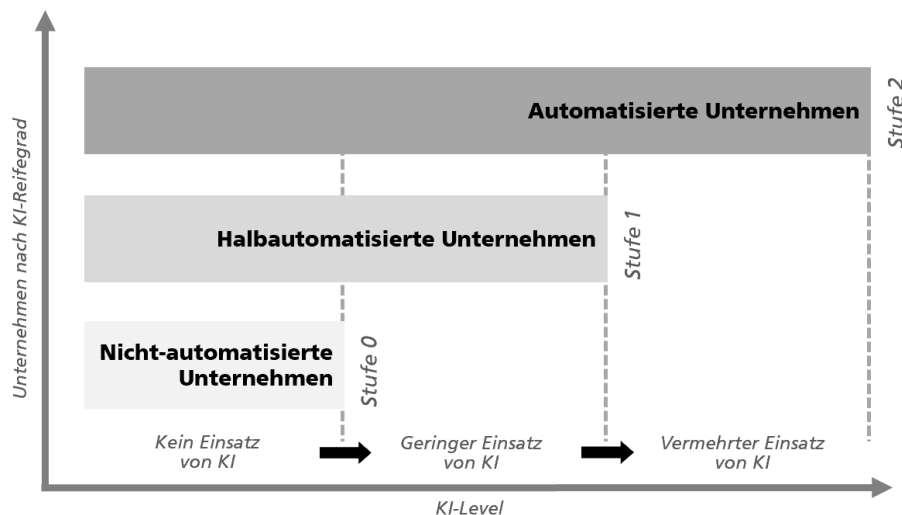 Unternehmen nach KI-Reifegrad
Automatisierte Unternehmen
Stufe 2
Halbautomatisierte Unternehmen
Stufe 1
Nicht-automatisierte
Unternehmen
Stufe 0
Kein Einsatz
von KI
Geringer Einsatz
von KI
Vermehrter Einsatz
von KI
KI-Level